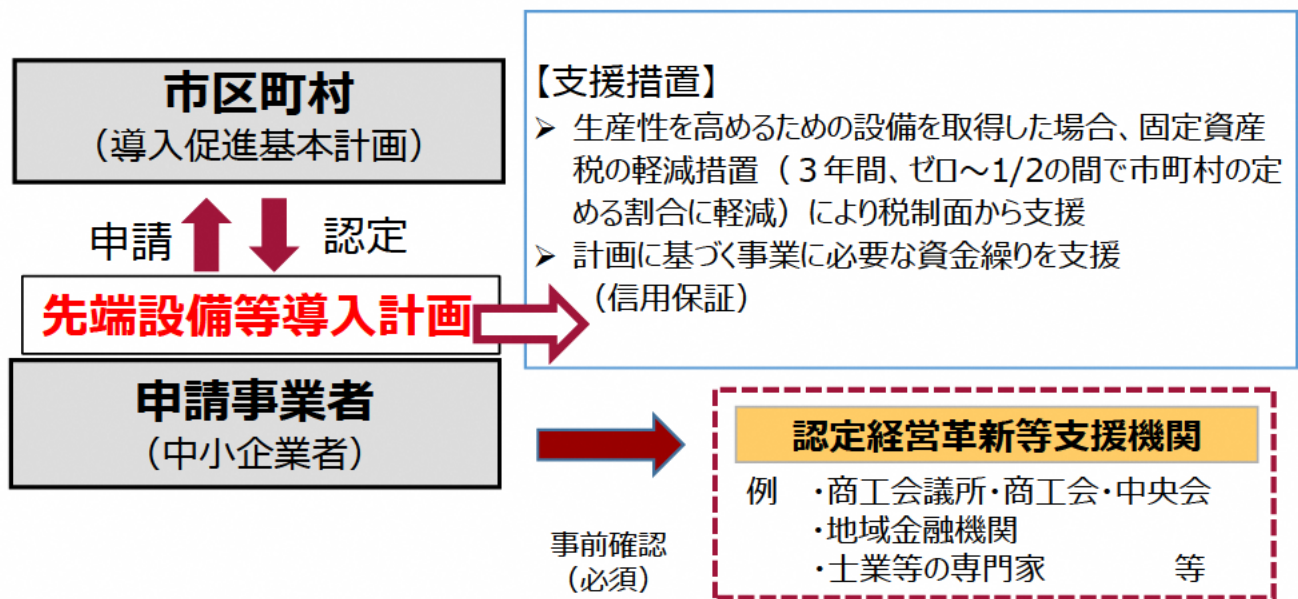 市区町村
（導入促進基本計画）
申請
認定
先端設備等導入計画
申請事業者
（中小企業者）
【支援措置】
➢ 生産性を高めるための設備を取得した場合、固定資産
税の軽減措置（３年間、ゼロ～1/2の間で市町村の定
める割合に軽減）により税制面から支援
➢ 計画に基づく事業に必要な資金繰りを支援
（信用保証）
事前確認
（必須）
認定経営革新等支援機関
例 ・商工会議所・商工会・中央会
・地域金融機関
・士業等の専門家 等